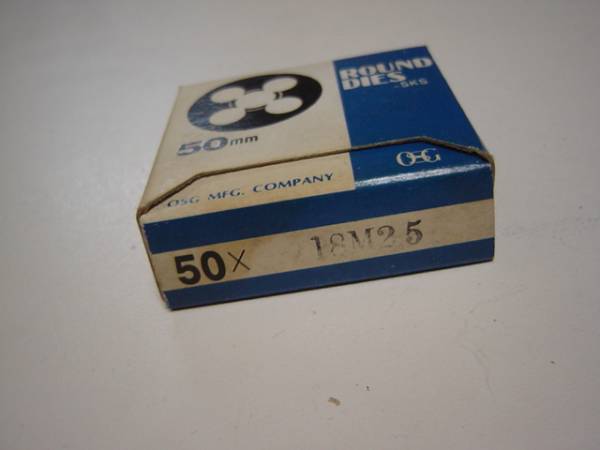 ROUND
DIES-SKS
50mm
OSG
OSG MFG. COMPANY
50× 18M2.5